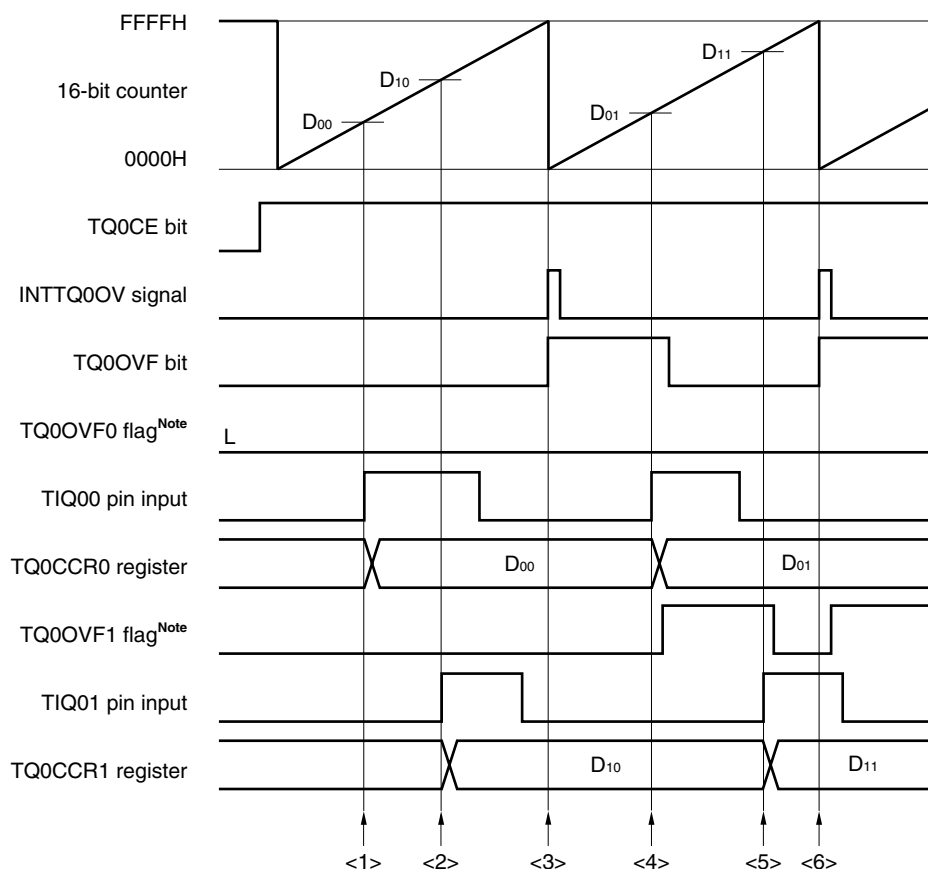 FFFFH
D11
D10
16-bit counter
D00
D01
0000H
TQ0CE bit
INTTQ0OV signal
TQ0OVF bit
TQ0OVF0 flagNote
L
TIQ00 pin input
TQ0CCR0 register
D00
D01
TQ0OVF1 flagNote
TIQ01 pin input
TQ0CCR1 register
D10
D11
<1> <2> <3> <4> <5> <6>